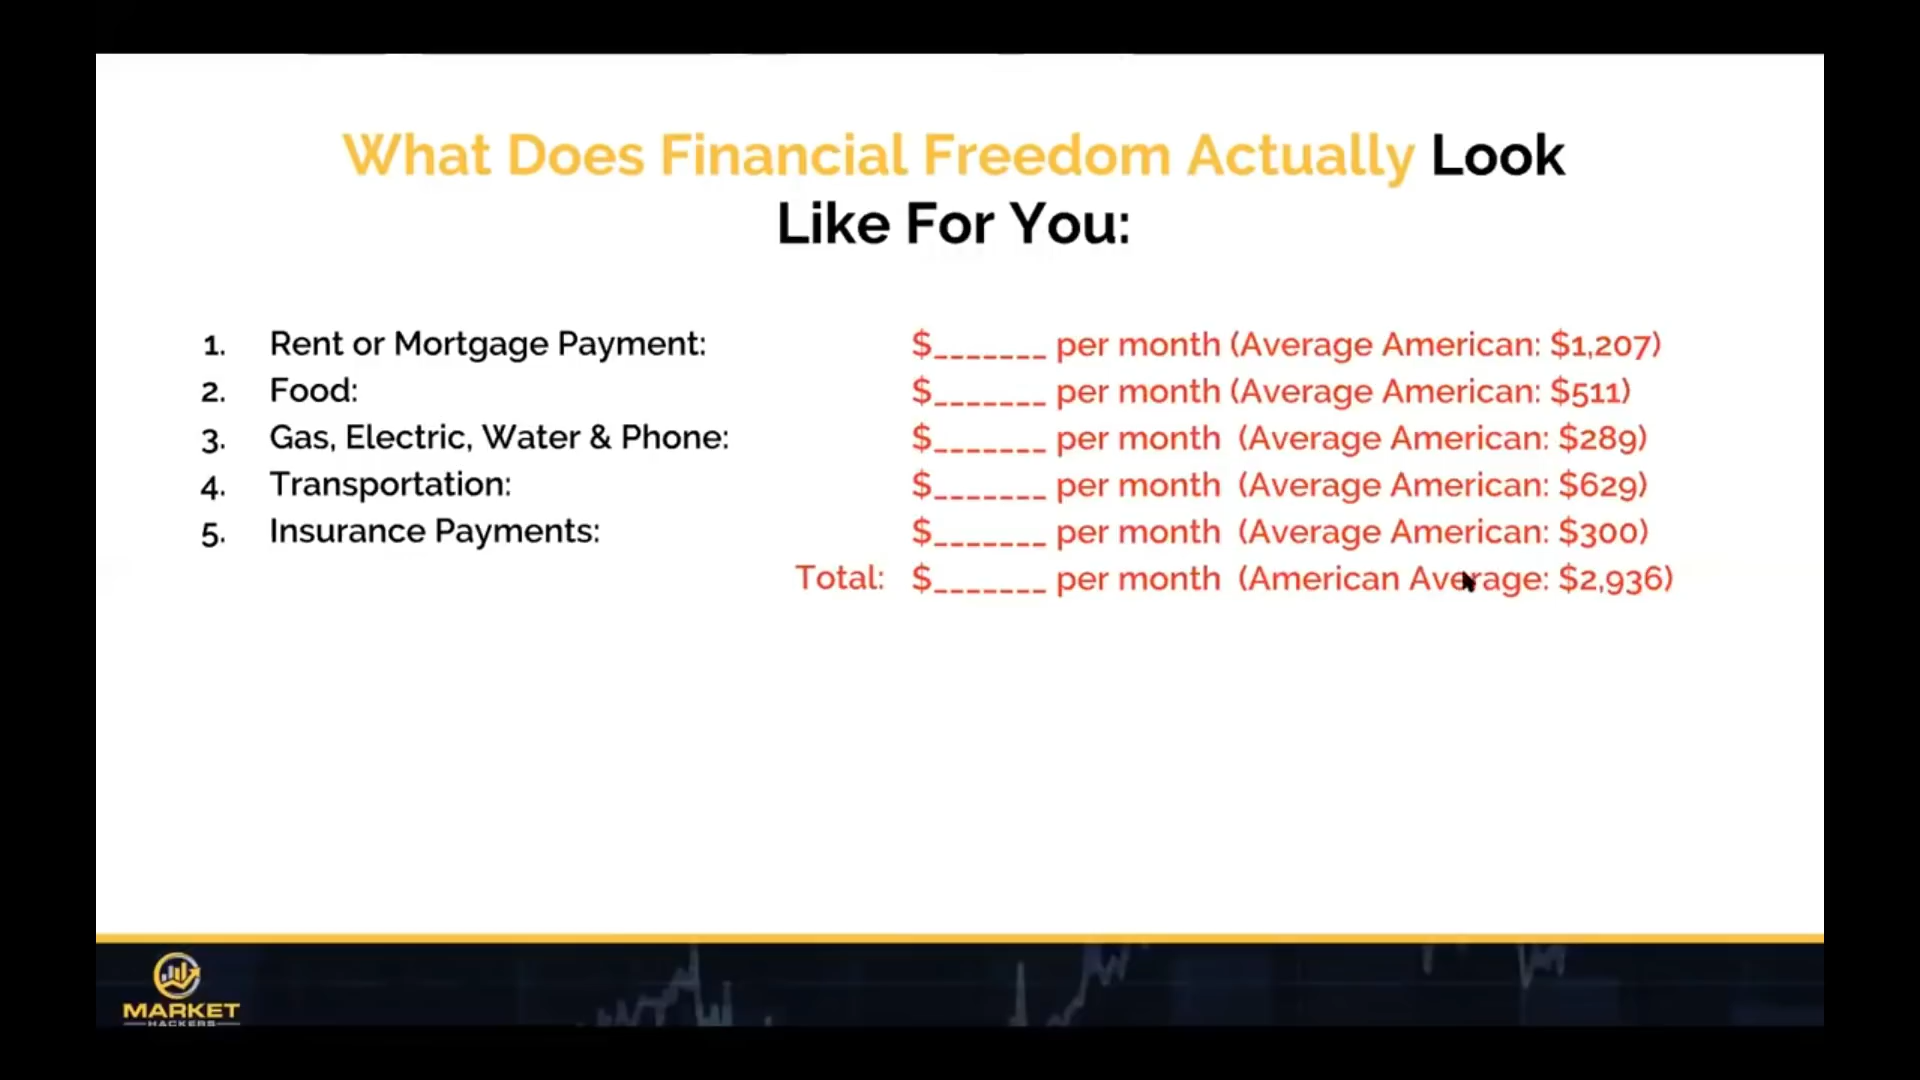 What Does Financial Freedom Actually Look
Like For You:
1. Rent or Mortgage Payment: $_______ per month (Average American: $1,207)
2. Food: $_______ per month (Average American: $511)
3. Gas, Electric, Water & Phone: $_______ per month (Average American: $289)
4. Transportation: $_______ per month (Average American: $629)
5. Insurance Payments: $_______ per month (Average American: $300)
Total: $_______ per month (American Average: $2,936)
MARKET
HACKERS